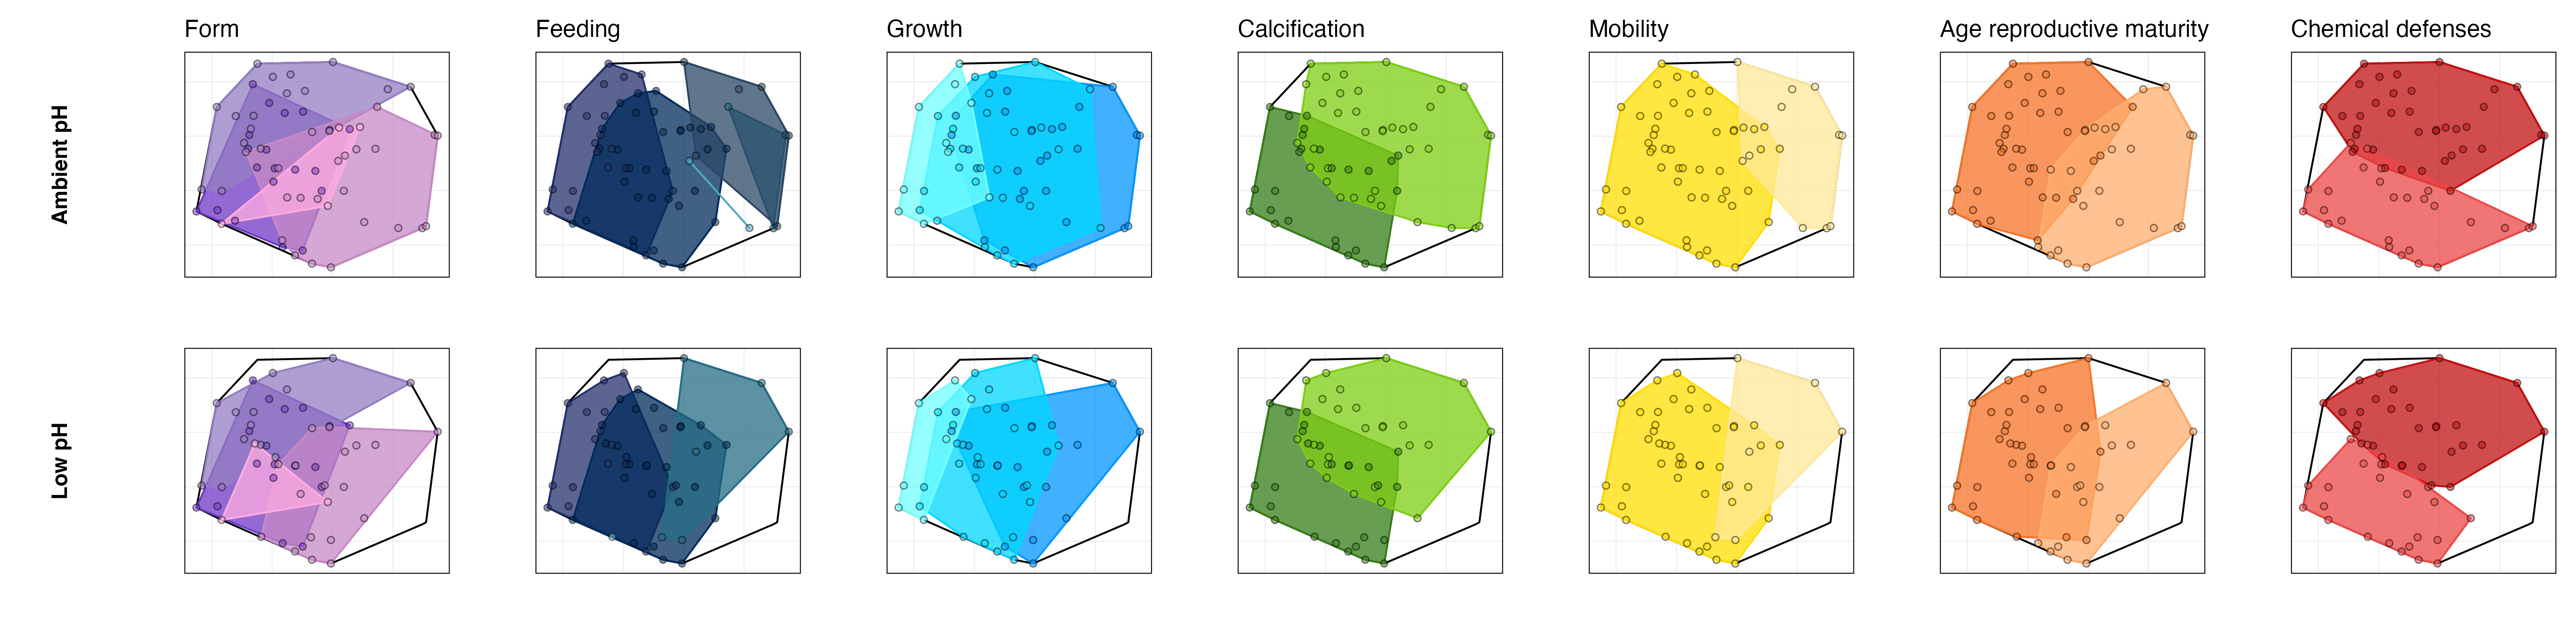 Form
Feeding
Growth
Calcification
Mobility
Age reproductive maturity
Chemical defenses
Ambient pH
Low pH